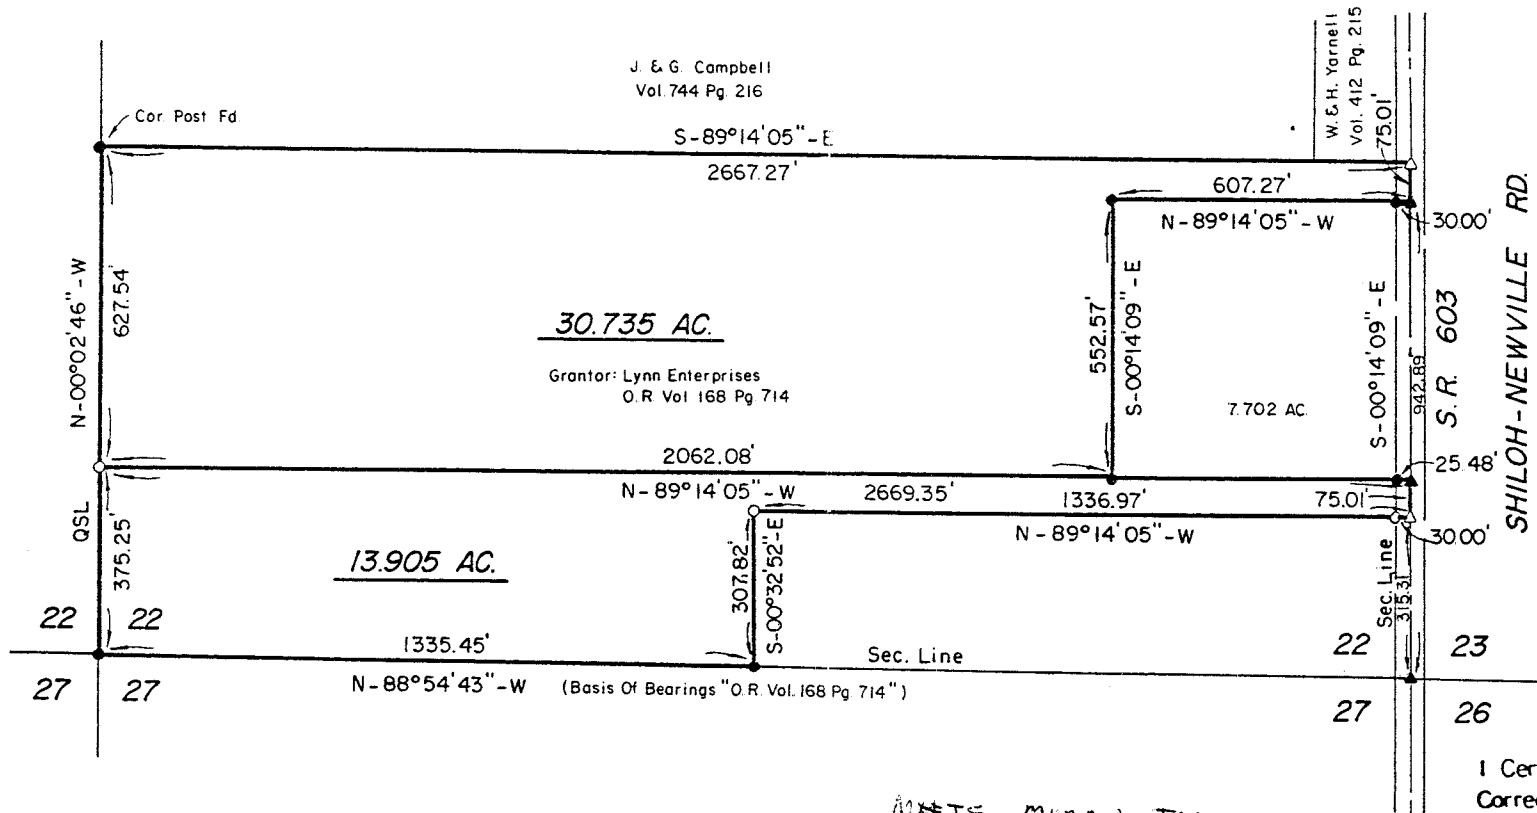 J. & G. Campbell
Vol. 744 Pg. 216
W. & H. Yarnell
Vol. 412 Pg. 215
75.01'
Cor. Post Fd.
S-89°14'05"-E
2667.27'
607.27'
N-89°14'05"-W
30.00'
N-00°02'46"-W
627.54'
30.735 AC.
Grantor: Lynn Enterprises
O.R. Vol 168 Pg. 714
552.57'
S-00°14'09"-E
7.702 AC.
S-00°14'09"-E
942.89
S.R. 603
SHILOH-NEWVILLE RD.
2062.08'
N-89°14'05"-W
2669.35'
1336.97'
75.01'
25.48'
N-89°14'05"-W
30.00'
QSL
375.25'
13.905 AC.
307.82'
S-00°32'52"-E
Sec. Line
315.31'
22 22
1335.45'
Sec. Line
22 23
27 27
N-88°54'43"-W (Basis Of Bearings "O.R. Vol. 168 Pg. 714")
27 26
I Cer
Corre